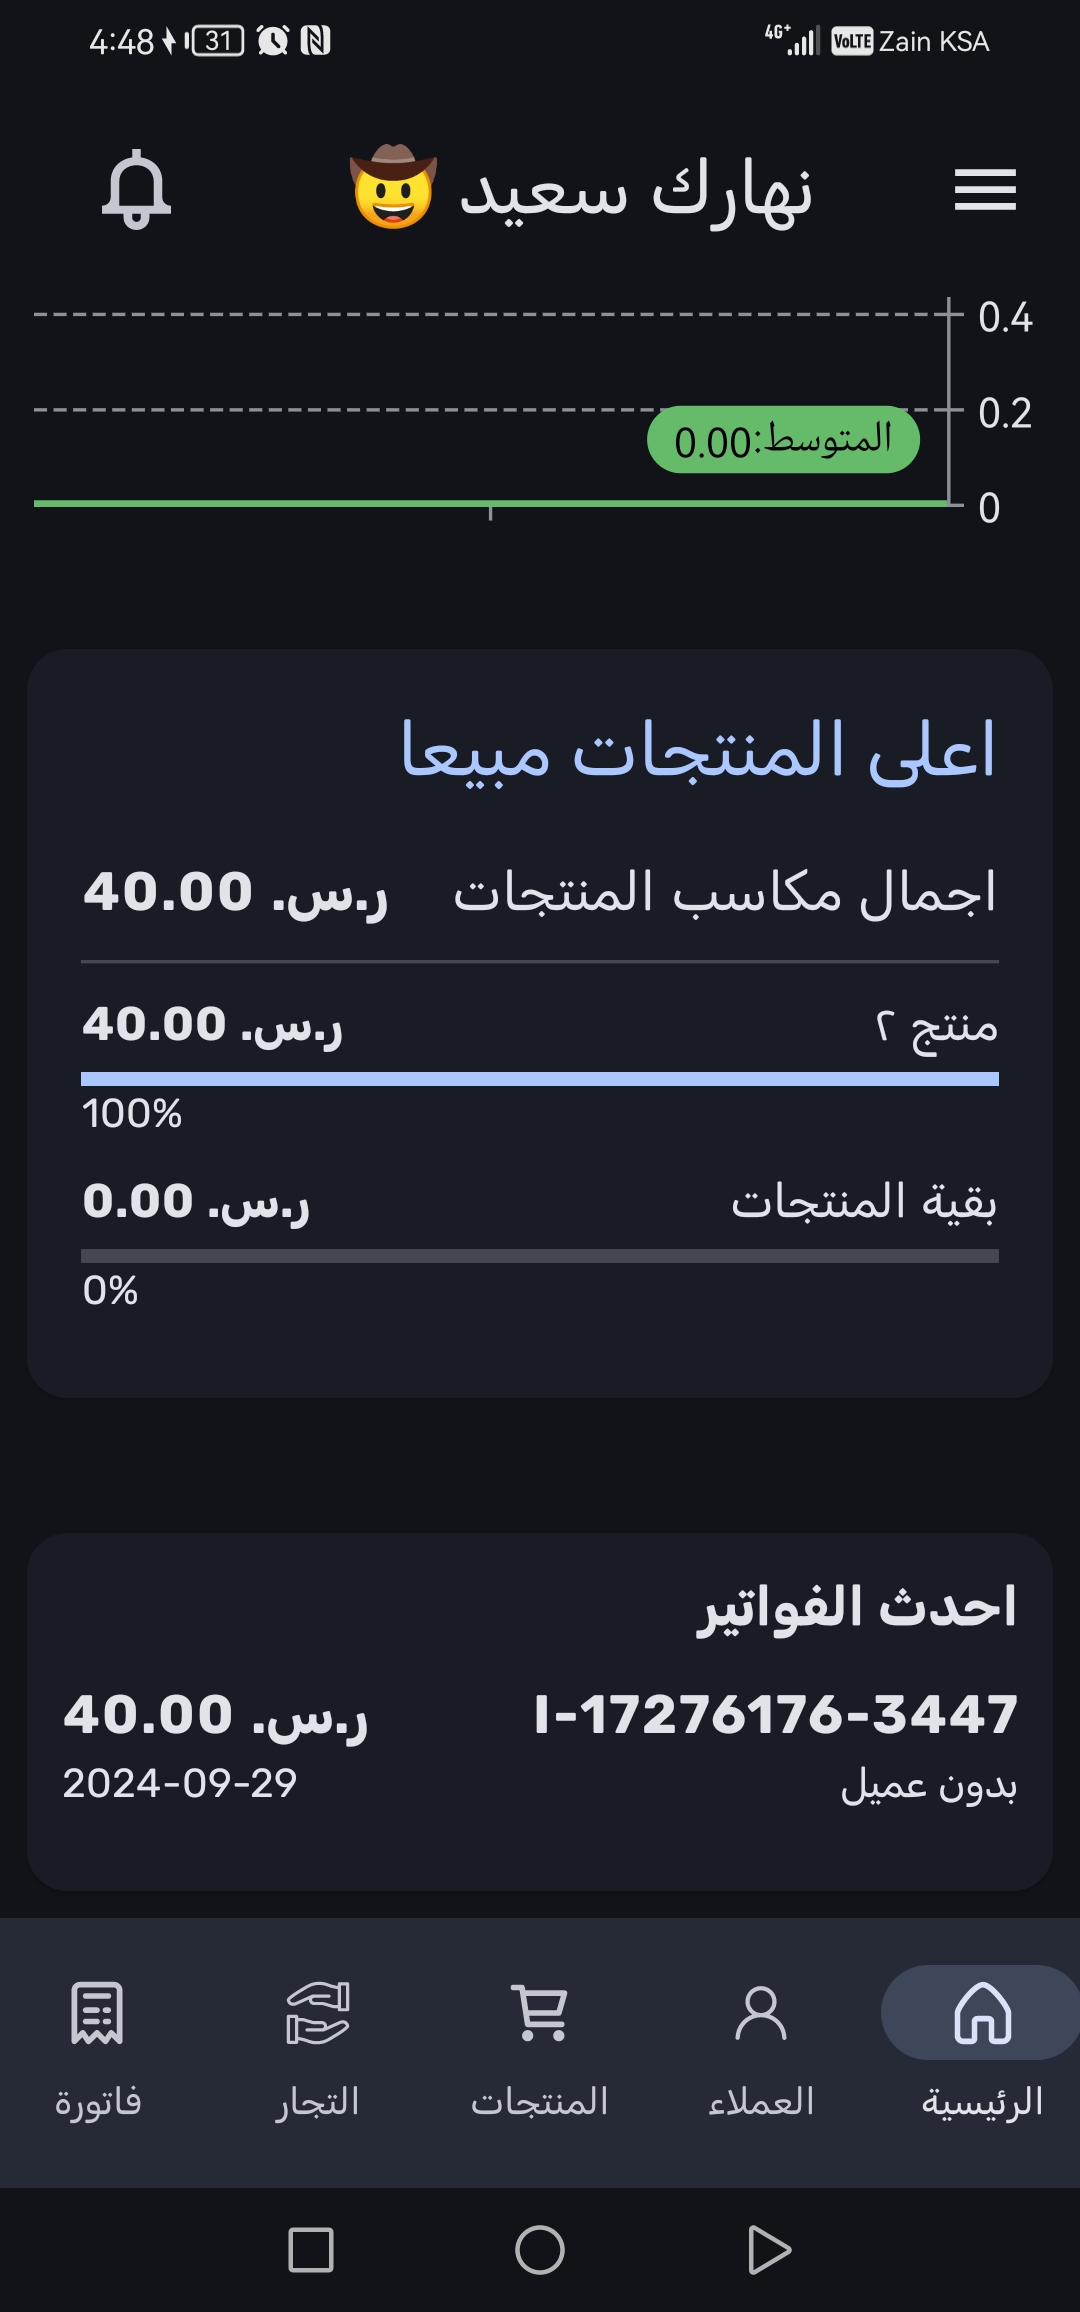 4:48 31 4G+ VoLTE Zain KSA
نهارك سعيد 🤠
0.4
0.2
المتوسط:0.00
0
اعلى المنتجات مبيعا
اجمال مكاسب المنتجات ر.س. 40.00
منتج ٢ ر.س. 40.00
100%
بقية المنتجات ر.س. 0.00
0%
احدث الفواتير
I-17276176-3447 ر.س. 40.00
بدون عميل 2024-09-29
الرئيسية العملاء المنتجات التجار فاتورة